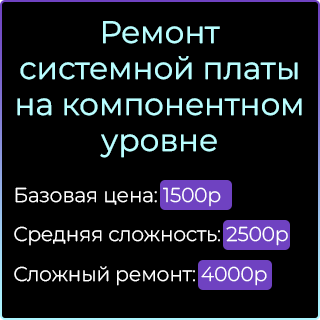 Ремонт
системной платы
на компонентном
уровне
Базовая цена: 1500р
Средняя сложность: 2500р
Сложный ремонт: 4000р